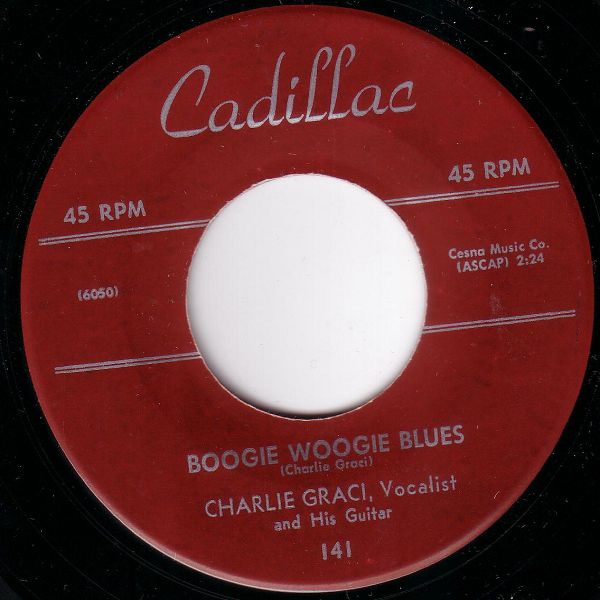 Cadillac
45 RPM
45 RPM
(6050)
Cesna Music Co.
(ASCAP) 2:24
BOOGIE WOOGIE BLUES
(Charlie Graci)
CHARLIE GRACI, Vocalist
and His Guitar
141